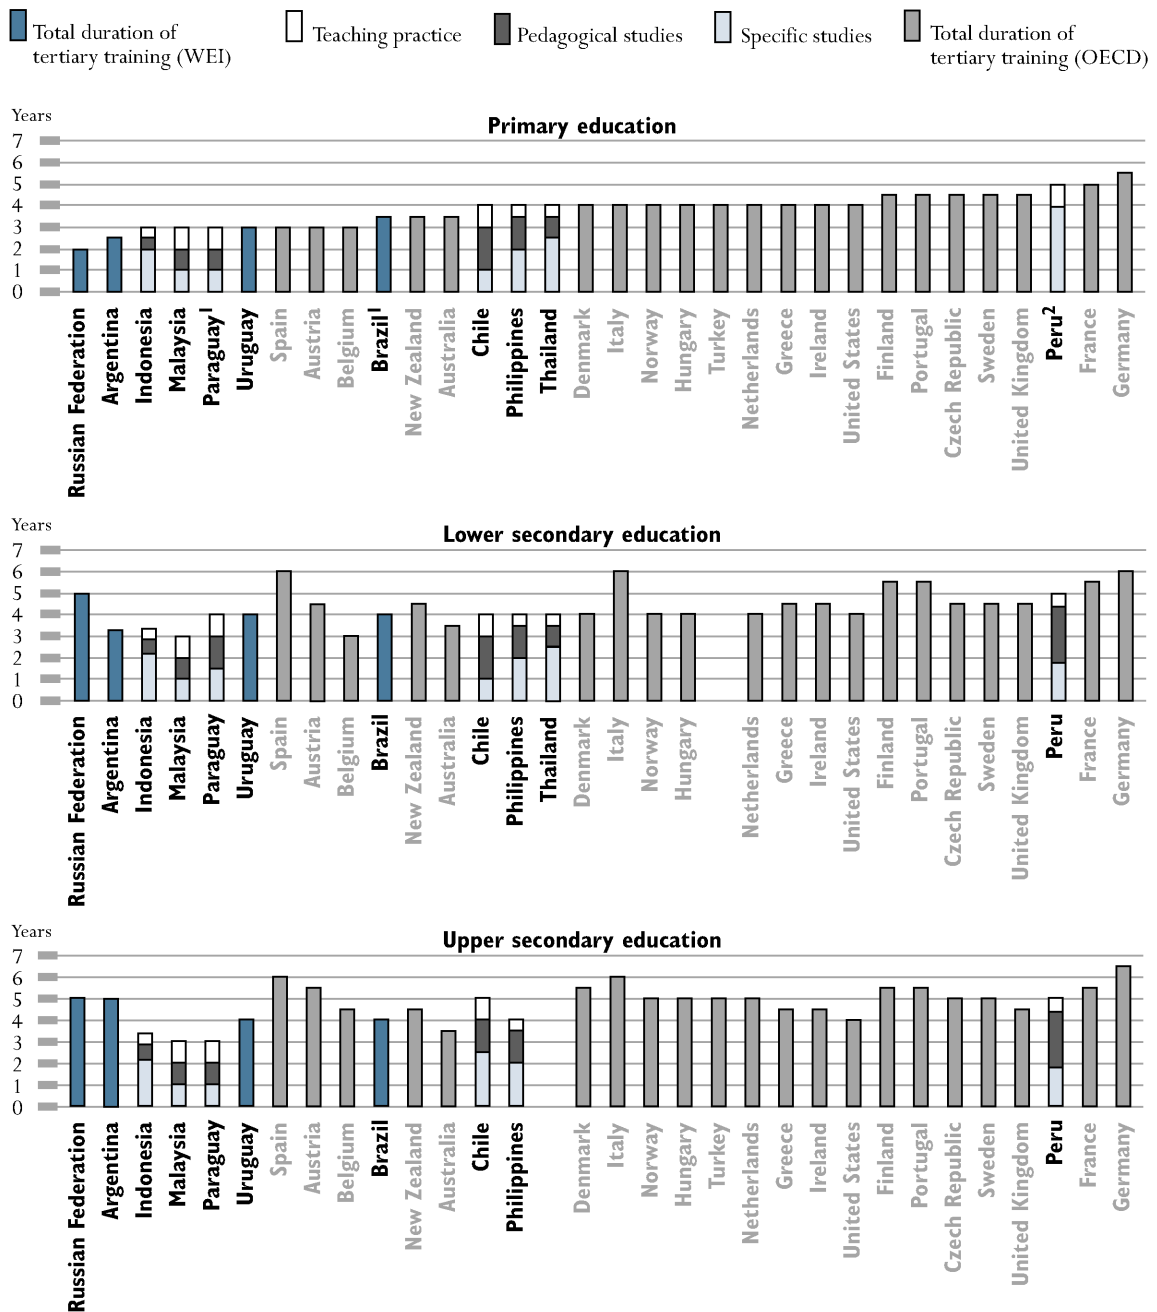 Total duration of
tertiary training (WEI)
Teaching practice
Pedagogical studies
Specific studies
Total duration of
tertiary training (OECD)
Years
Primary education
7
6
5
4
3
2
1
0
Russian Federation
Argentina
Indonesia
Malaysia
Paraguay1
Uruguay
Spain
Austria
Belgium
Brazil1
New Zealand
Australia
Chile
Philippines
Thailand
Denmark
Italy
Norway
Hungary
Turkey
Netherlands
Greece
Ireland
United States
Finland
Portugal
Czech Republic
Sweden
United Kingdom
Peru2
France
Germany
Years
Lower secondary education
7
6
5
4
3
2
1
0
Russian Federation
Argentina
Indonesia
Malaysia
Paraguay
Uruguay
Spain
Austria
Belgium
Brazil
New Zealand
Australia
Chile
Philippines
Thailand
Denmark
Italy
Norway
Hungary
Netherlands
Greece
Ireland
United States
Finland
Portugal
Czech Republic
Sweden
United Kingdom
Peru
France
Germany
Years
Upper secondary education
7
6
5
4
3
2
1
0
Russian Federation
Argentina
Indonesia
Malaysia
Paraguay
Uruguay
Spain
Austria
Belgium
Brazil
New Zealand
Australia
Chile
Philippines
Denmark
Italy
Norway
Hungary
Turkey
Netherlands
Greece
Ireland
United States
Finland
Portugal
Czech Republic
Sweden
United Kingdom
Peru
France
Germany